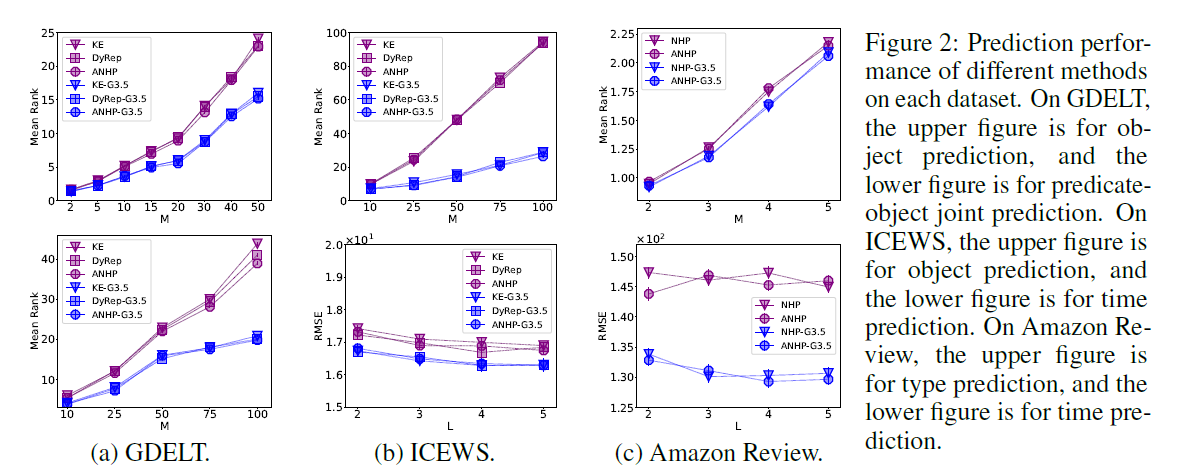 25
20
15
10
5
0
Mean Rank
KE
DyRep
ANHP
KE-G3.5
DyRep-G3.5
ANHP-G3.5
2 5 10 15 20 30 40 50
M
40
30
20
10
Mean Rank
KE
DyRep
ANHP
KE-G3.5
DyRep-G3.5
ANHP-G3.5
10 25 50 75 100
M
(a) GDELT.
100
80
60
40
20
0
Mean Rank
KE
DyRep
ANHP
KE-G3.5
DyRep-G3.5
ANHP-G3.5
10 25 50 75 100
M
×10¹
2.0
1.9
1.8
1.7
1.6
1.5
RMSE
KE
DyRep
ANHP
KE-G3.5
DyRep-G3.5
ANHP-G3.5
2 3 4 5
L
(b) ICEWS.
2.25
2.00
1.75
1.50
1.25
1.00
Mean Rank
NHP
ANHP
NHP-G3.5
ANHP-G3.5
2 3 4 5
M
×10²
1.50
1.45
1.40
1.35
1.30
1.25
RMSE
NHP
ANHP
NHP-G3.5
ANHP-G3.5
2 3 4 5
L
(c) Amazon Review.
Figure 2: Prediction perfor-
mance of different methods
on each dataset. On GDELT,
the upper figure is for ob-
ject prediction, and the
lower figure is for predicate-
object joint prediction. On
ICEWS, the upper figure is
for object prediction, and
the lower figure is for time
prediction. On Amazon Re-
view, the upper figure is
for type prediction, and the
lower figure is for time pre-
diction.